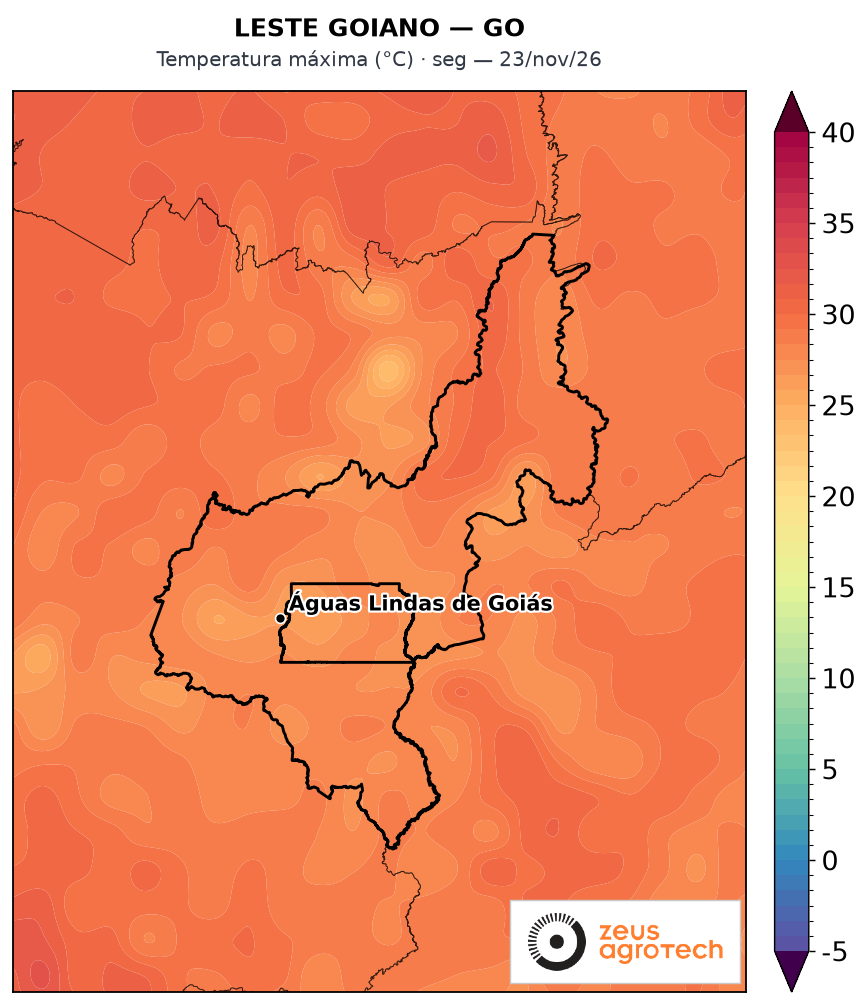 LESTE GOIANO — GO
Temperatura máxima (°C) · seg — 23/nov/26
40
35
30
25
20
15
10
5
0
-5
Águas Lindas de Goiás
zeus
agrotech